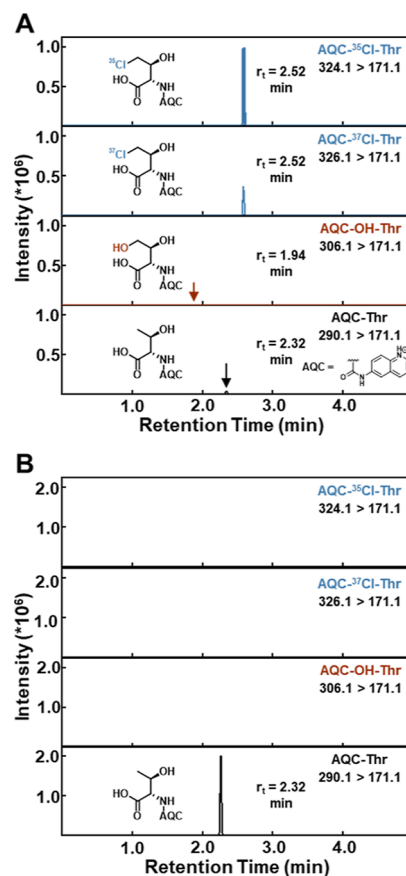 A
Intensity (*10⁶)
1.0
0.5
³⁵Cl
OH
HO
O
NH
AQC
rₜ = 2.52
min
AQC-³⁵Cl-Thr
324.1 > 171.1
1.0
0.5
³⁷Cl
OH
HO
O
NH
AQC
rₜ = 2.52
min
AQC-³⁷Cl-Thr
326.1 > 171.1
1.0
0.5
HO
OH
HO
O
NH
AQC
rₜ = 1.94
min
AQC-OH-Thr
306.1 > 171.1
1.0
0.5
OH
HO
O
NH
AQC
rₜ = 2.32
min
AQC-Thr
290.1 > 171.1
AQC =
O
N
H
1.0 2.0 3.0 4.0
Retention Time (min)
B
Intensity (*10⁶)
2.0
1.0
AQC-³⁵Cl-Thr
324.1 > 171.1
2.0
1.0
AQC-³⁷Cl-Thr
326.1 > 171.1
2.0
1.0
AQC-OH-Thr
306.1 > 171.1
2.0
1.0
OH
HO
O
NH
AQC
rₜ = 2.32
min
AQC-Thr
290.1 > 171.1
1.0 2.0 3.0 4.0
Retention Time (min)